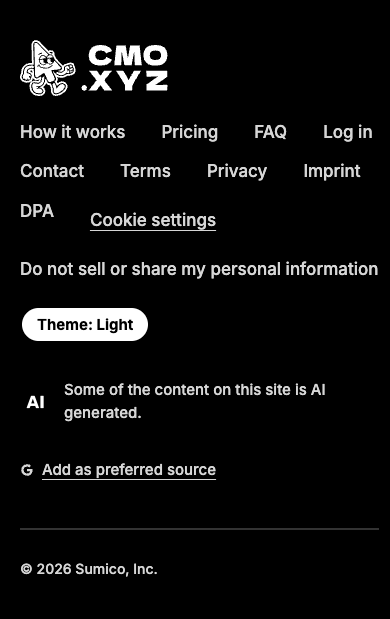 CMO
.XYZ
How it works Pricing FAQ Log in
Contact Terms Privacy Imprint
DPA Cookie settings
Do not sell or share my personal information
Theme: Light
AI Some of the content on this site is AI
generated.
G Add as preferred source
© 2026 Sumico, Inc.